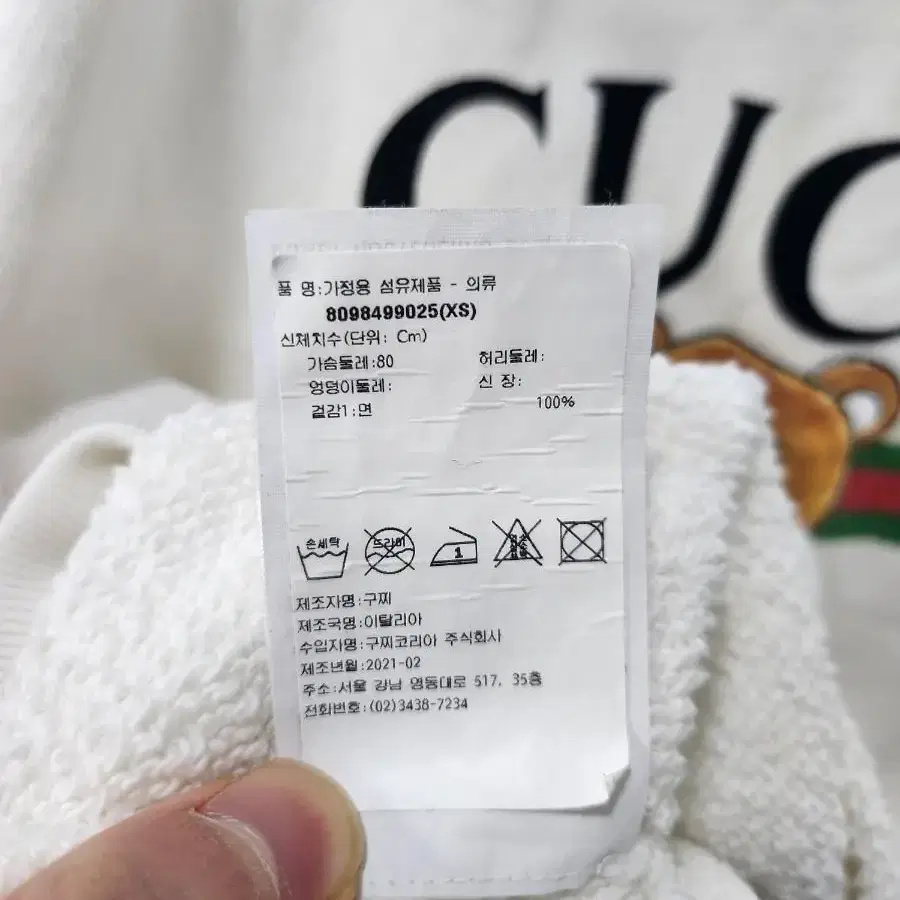 GUCC
품 명:가정용 섬유제품 - 의류
8098499025(XS)
신체치수(단위: Cm)
가슴둘레:80 허리둘레:
엉덩이둘레: 신 장:
겉감1:면 100%
손세탁 드라이 1
제조자명:구찌
제조국명:이탈리아
수입자명:구찌코리아 주식회사
제조년월:2021-02
주소:서울 강남 영동대로 517, 35층
전화번호:(02)3438-7234